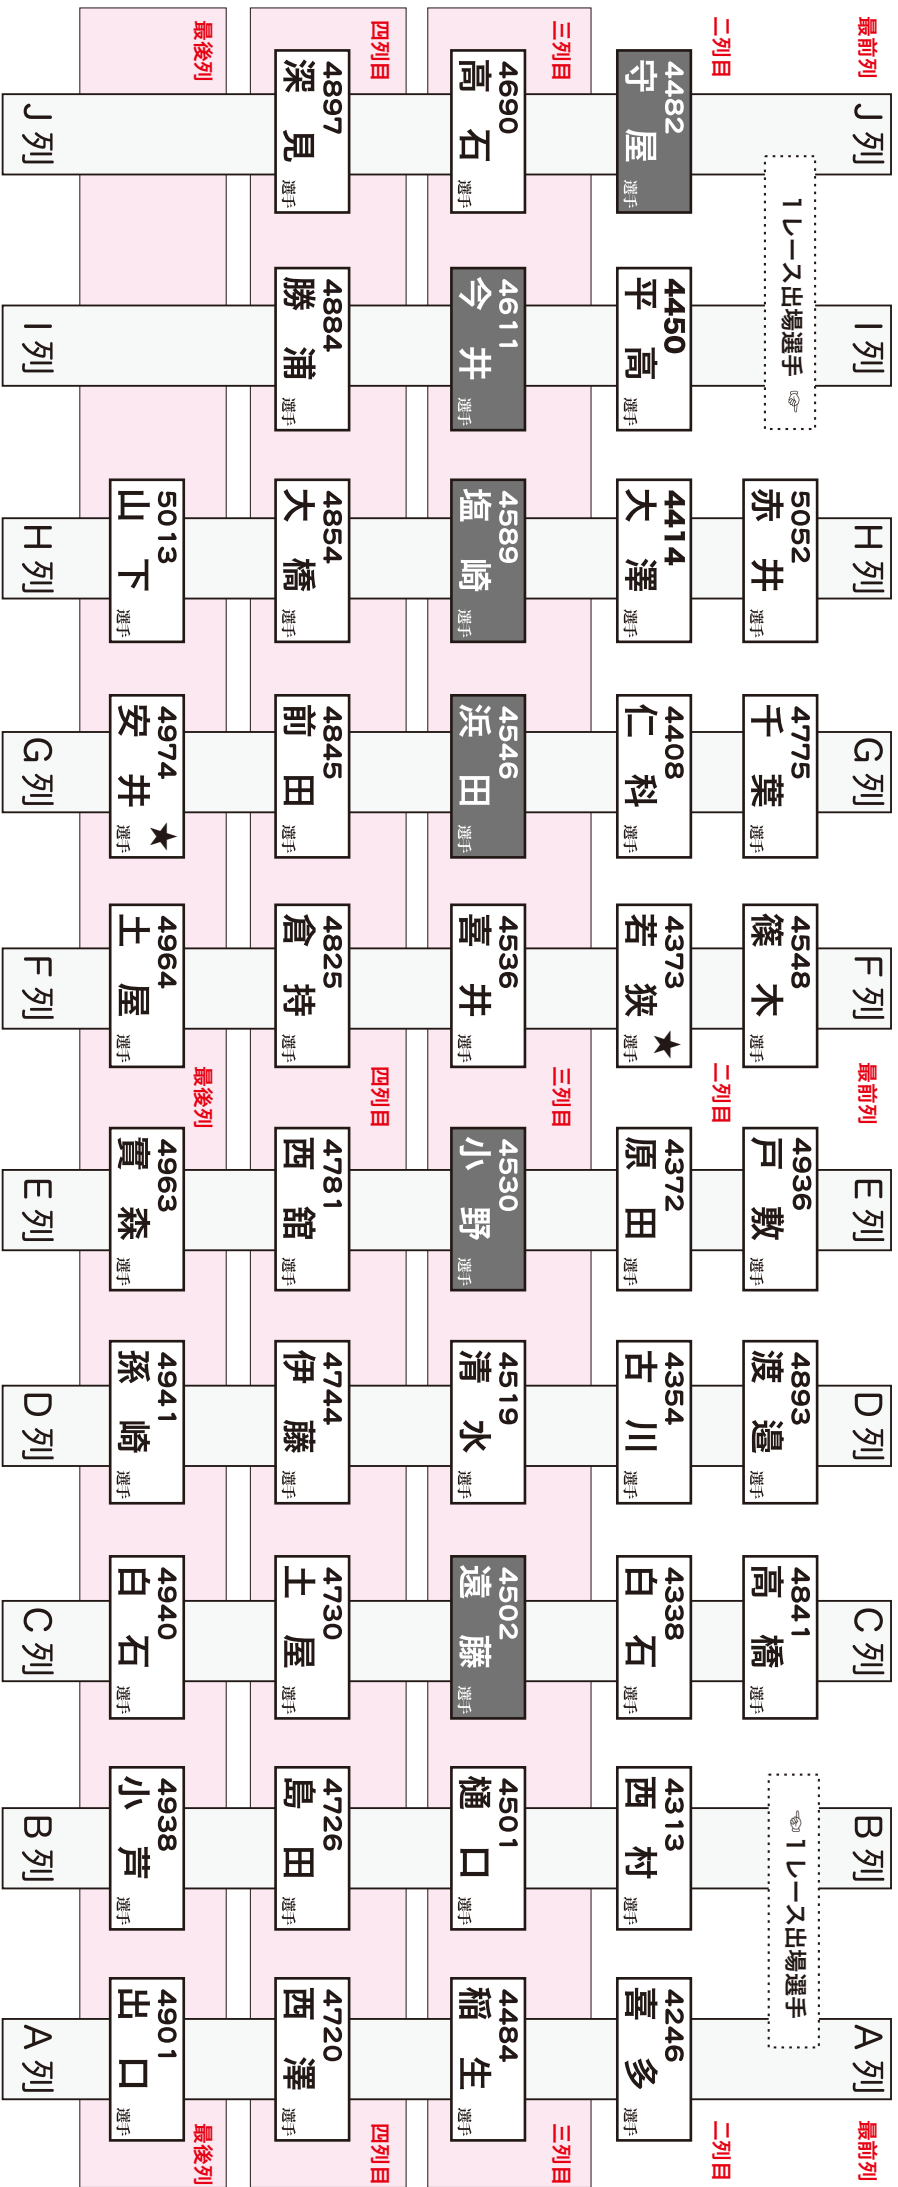 最前列 最前列 最前列
J列 I列 H列 G列 F列 E列 D列 C列 B列 A列
1レース出場選手 ☞
☜ 1レース出場選手
5052 4775 4548 4936 4893 4841
赤井 選手 千葉 選手 篠木 選手 戸敷 選手 渡邉 選手 高橋 選手
二列目 二列目 二列目
4482 4450 4414 4408 4373 4372 4354 4338 4313 4246
守屋 選手 平高 選手 大澤 選手 仁科 選手 若狭 ★ 選手 原田 選手 古川 選手 白石 選手 西村 選手 喜多 選手
三列目 三列目 三列目
4690 4611 4589 4546 4536 4530 4519 4502 4501 4484
高石 選手 今井 選手 塩崎 選手 浜田 選手 喜井 選手 小野 選手 清水 選手 遠藤 選手 樋口 選手 稲生 選手
四列目 四列目 四列目
4897 4884 4854 4845 4825 4781 4744 4730 4726 4720
深見 選手 勝浦 選手 大橋 選手 前田 選手 倉持 選手 西舘 選手 伊藤 選手 土屋 選手 島田 選手 西澤 選手
最後列 最後列 最後列
5013 4974 4964 4963 4941 4940 4938 4901
山下 選手 安井 ★ 選手 土屋 選手 實森 選手 孫崎 選手 白石 選手 小芦 選手 出口 選手
J列 I列 H列 G列 F列 E列 D列 C列 B列 A列